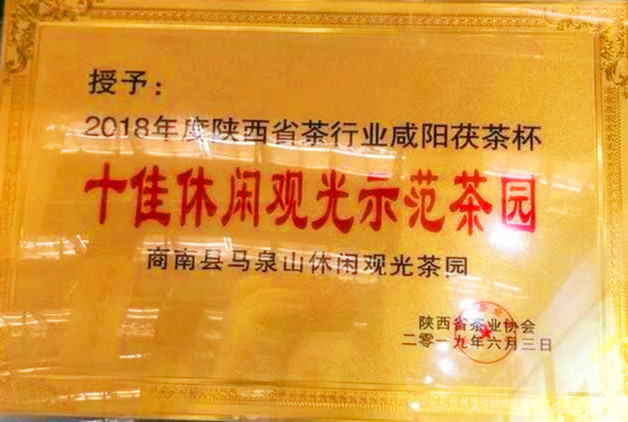 授予：
2018年度陕西省茶行业咸阳茯茶杯
十佳休闲观光示范茶园
商南县马泉山休闲观光茶园
陕西省茶业协会
二零一九年六月三日